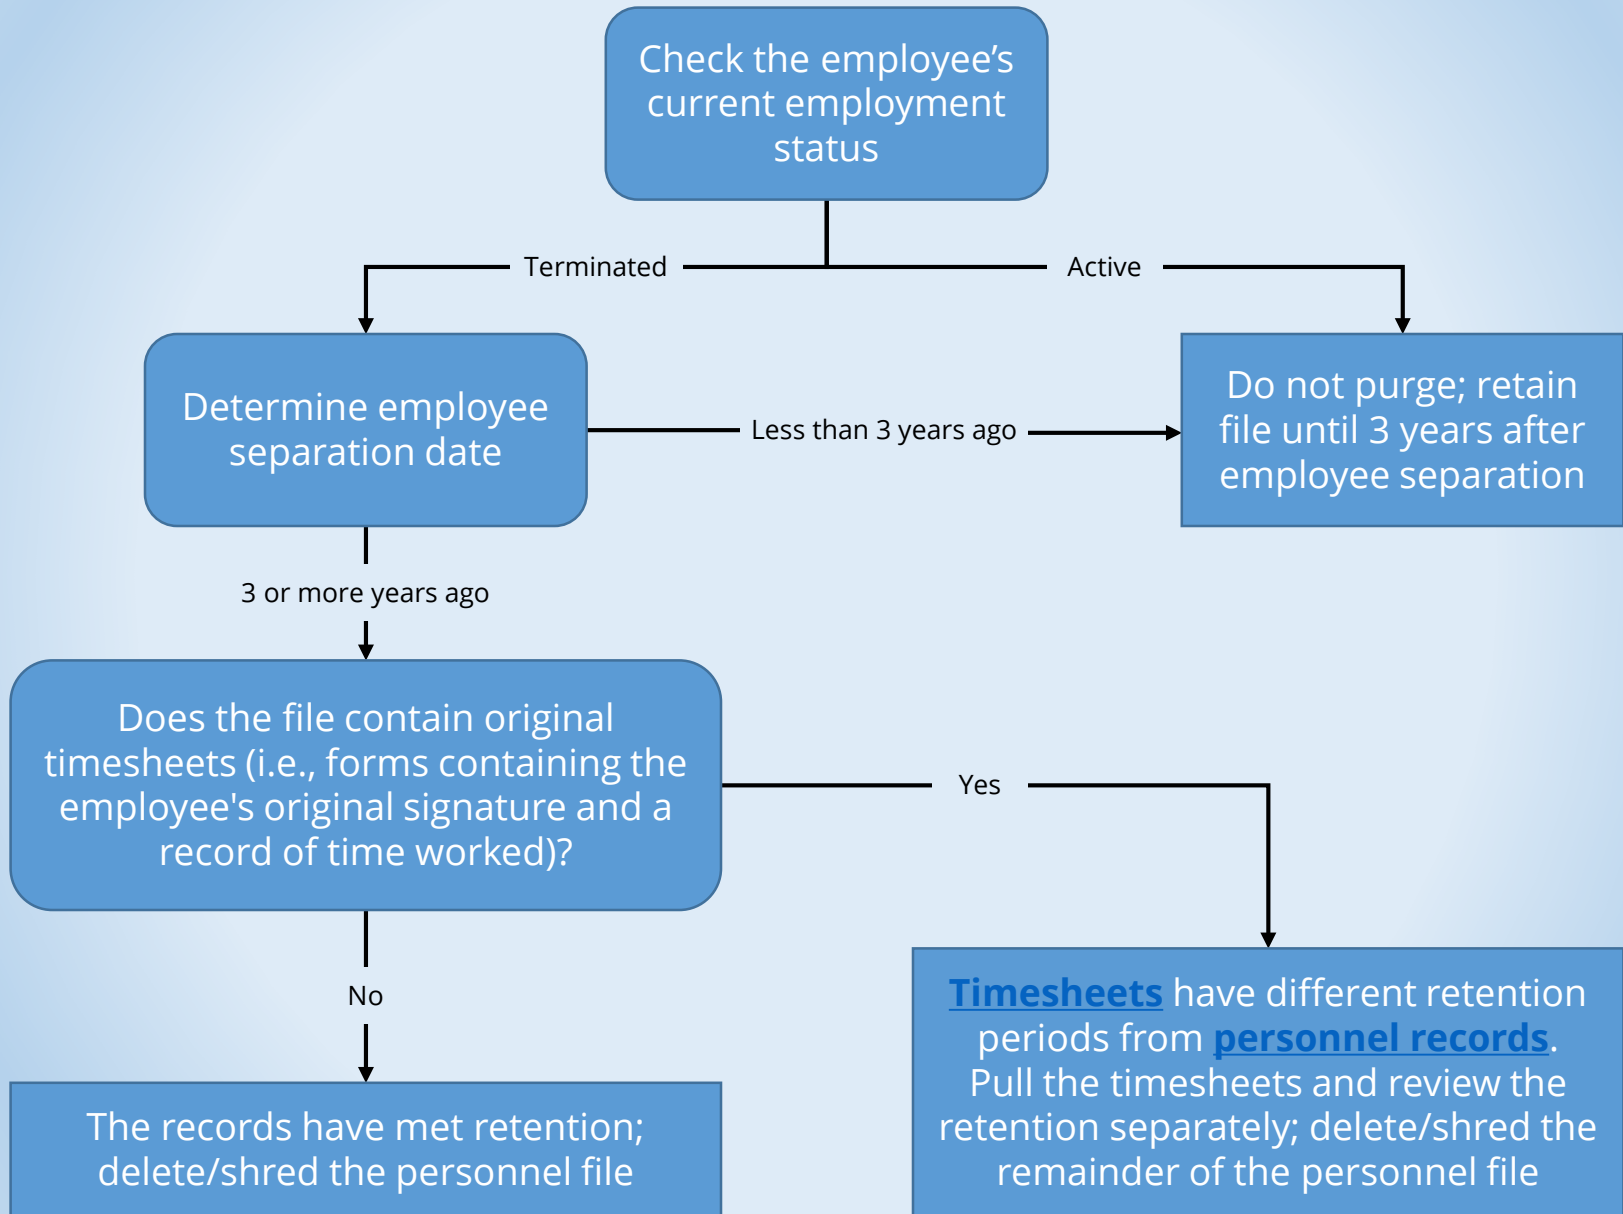 Check the employee’s
current employment
status
Terminated
Active
Determine employee
separation date
Less than 3 years ago
Do not purge; retain
file until 3 years after
employee separation
3 or more years ago
Does the file contain original
timesheets (i.e., forms containing the
employee's original signature and a
record of time worked)?
Yes
No
Timesheets have different retention
periods from personnel records.
Pull the timesheets and review the
retention separately; delete/shred the
remainder of the personnel file
The records have met retention;
delete/shred the personnel file